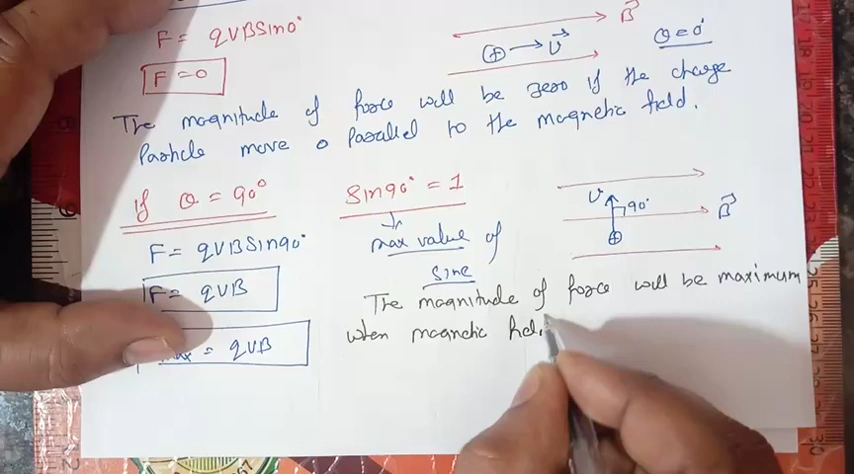 F = qVBSin0°
B
θ = 0°
V
F = 0
The magnitude of force will be zero if the charge
Particle move o Parallel to the magnetic field.
if θ = 90°
Sin90° = 1
V
90°
B
F = qVBSin90°
max value of
sine
F = qVB
The magnitude of force will be maximum
= qVB
when magnetic